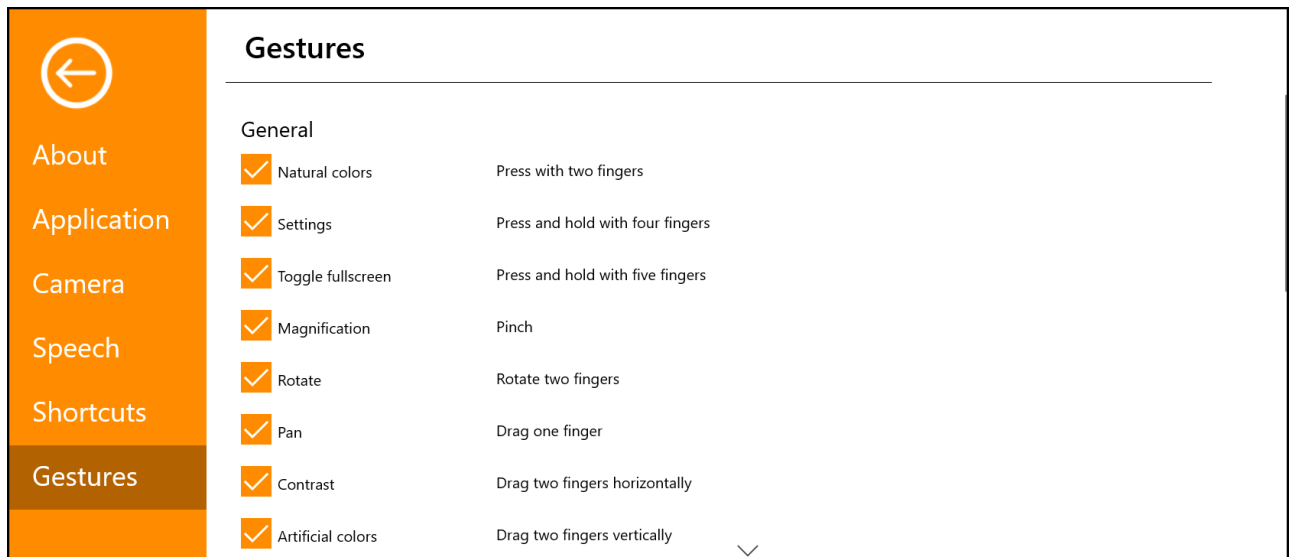 Gestures
About
Application
Camera
Speech
Shortcuts
Gestures
General
Natural colors Press with two fingers
Settings Press and hold with four fingers
Toggle fullscreen Press and hold with five fingers
Magnification Pinch
Rotate Rotate two fingers
Pan Drag one finger
Contrast Drag two fingers horizontally
Artificial colors Drag two fingers vertically